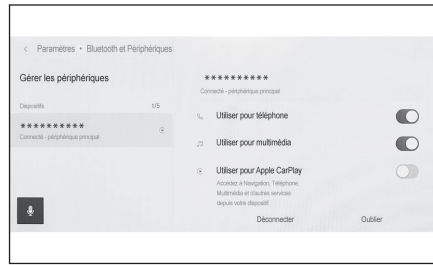 < Paramètres • Bluetooth et Périphériques
Gérer les périphériques
Dispositifs 1/5
**********
Connecté - périphérique principal
**********
Connecté - périphérique principal
Utiliser pour téléphone
Utiliser pour multimédia
Utiliser pour Apple CarPlay
Accédez à Navigation, Téléphone,
Multimédia et d'autres services
depuis votre dispositif.
Déconnecter Oublier